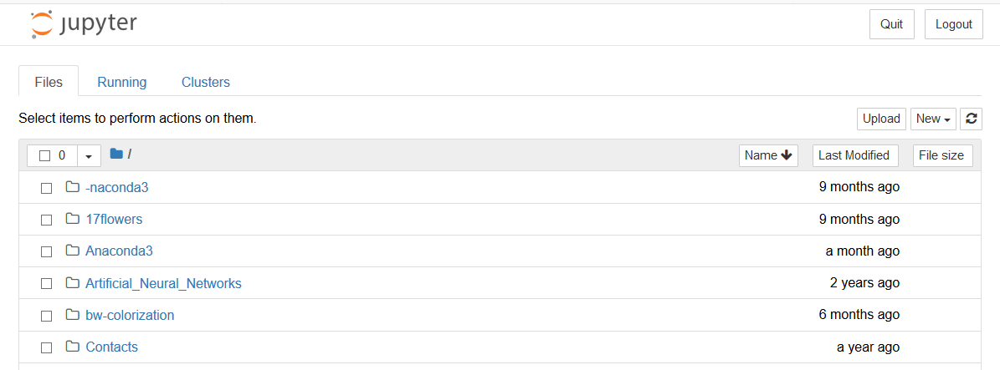 jupyter Quit Logout
Files Running Clusters
Select items to perform actions on them. Upload New
0 / Name Last Modified File size
-naconda3 9 months ago
17flowers 9 months ago
Anaconda3 a month ago
Artificial_Neural_Networks 2 years ago
bw-colorization 6 months ago
Contacts a year ago